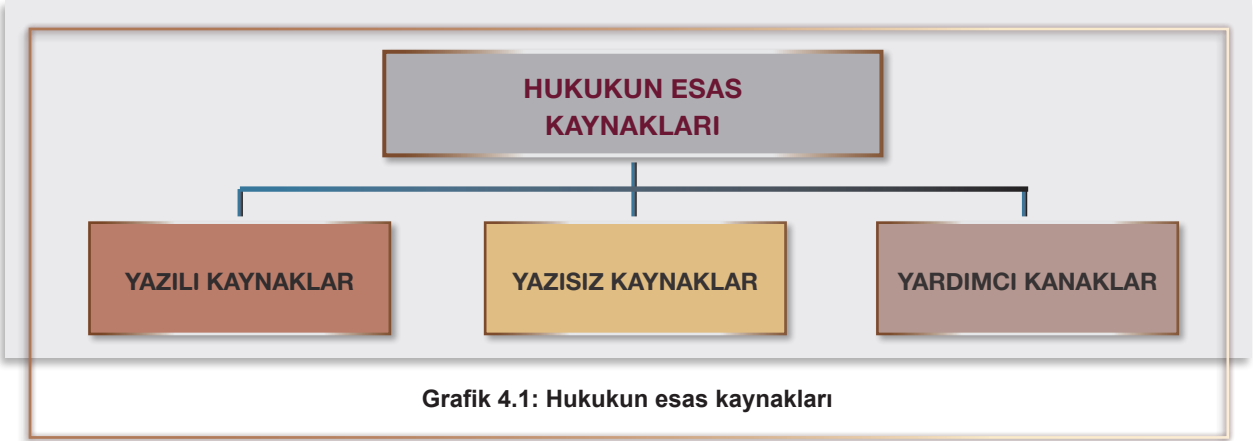 HUKUKUN ESAS
KAYNAKLARI
YAZILI KAYNAKLAR
YAZISIZ KAYNAKLAR
YARDIMCI KANAKLAR
Grafik 4.1: Hukukun esas kaynakları